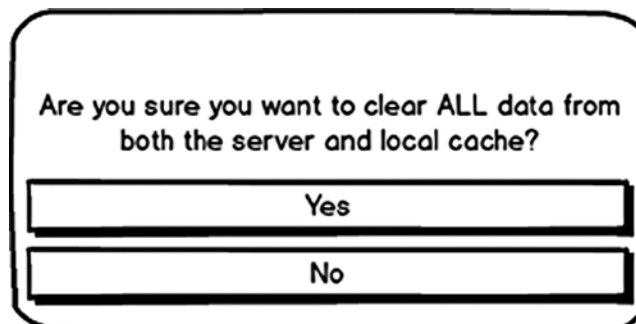 Are you sure you want to clear ALL data from
both the server and local cache?
Yes
No